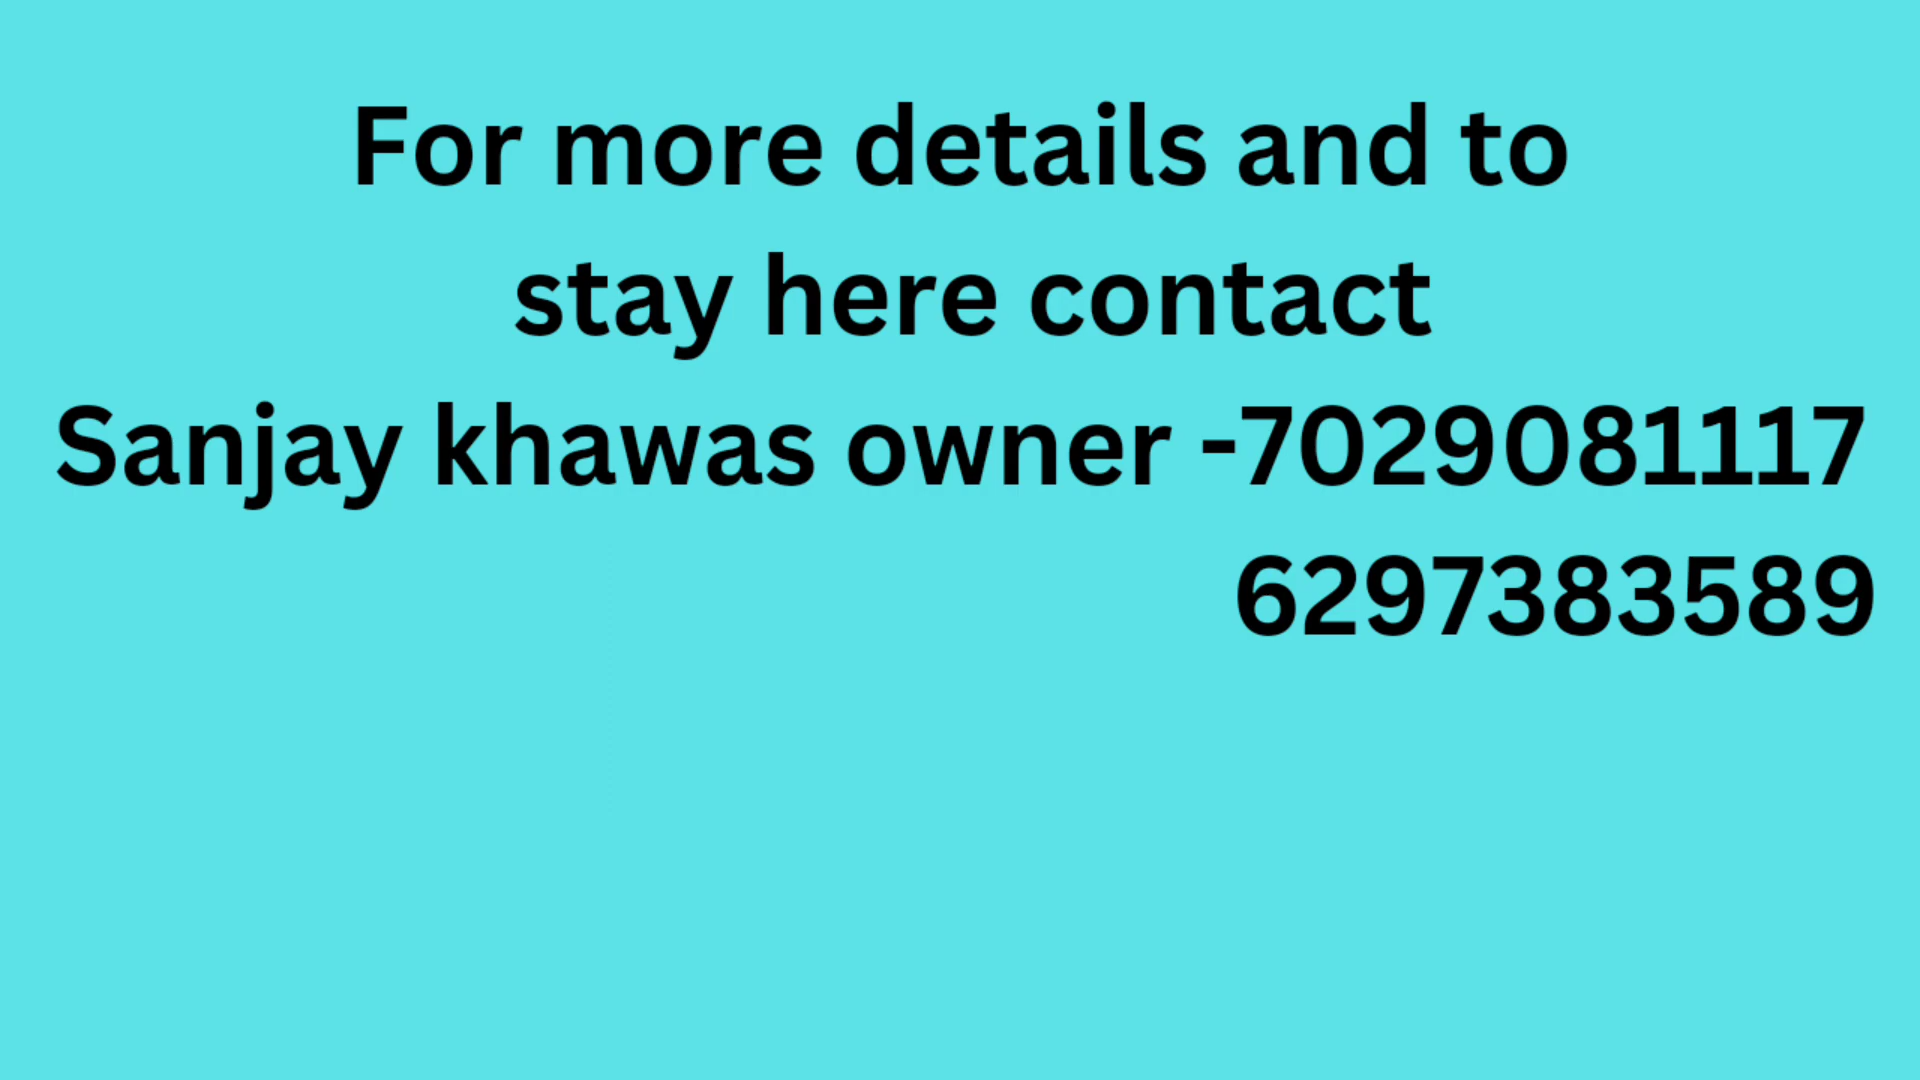 For more details and to
stay here contact
Sanjay khawas owner -7029081117
6297383589